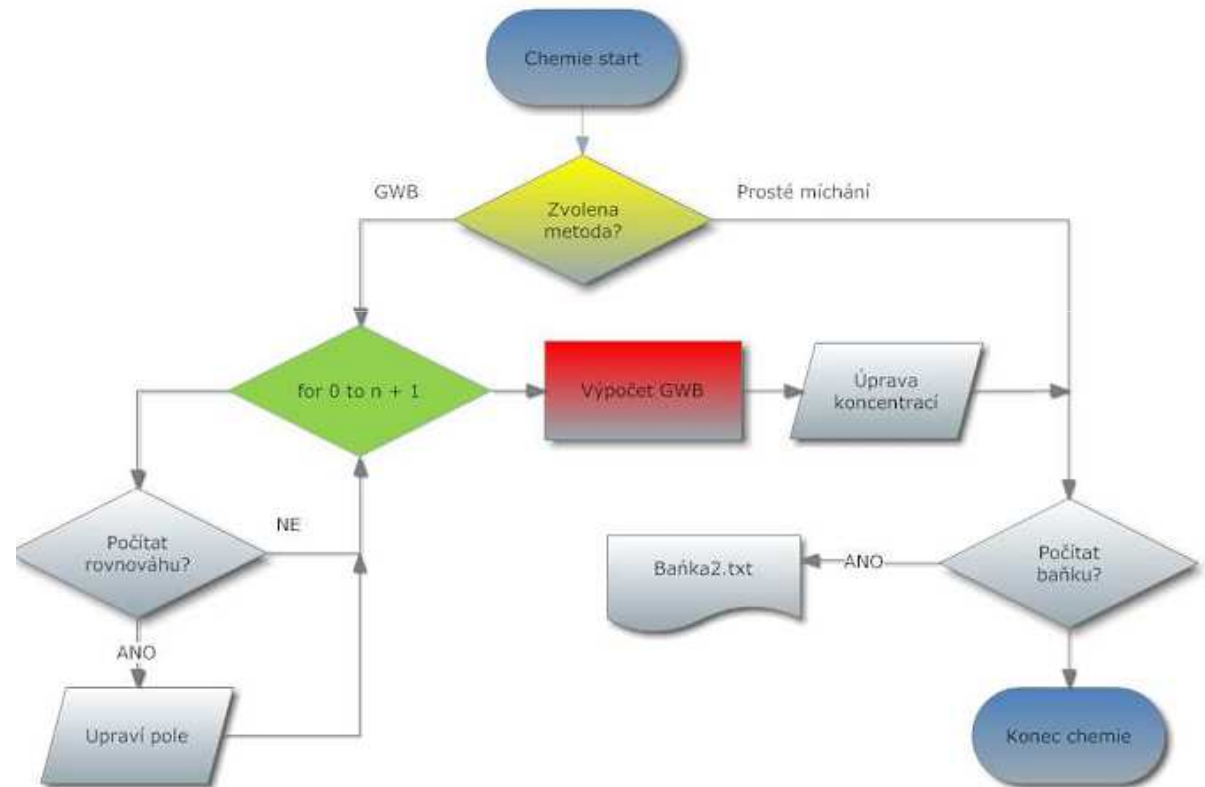 Chemie start
GWB
Prosté míchání
Zvolena
metoda?
for 0 to n + 1
Výpočet GWB
Úprava
koncentrací
Počítat
rovnováhu?
NE
Baňka2.txt
ANO
Počítat
baňku?
ANO
Upraví pole
Konec chemie